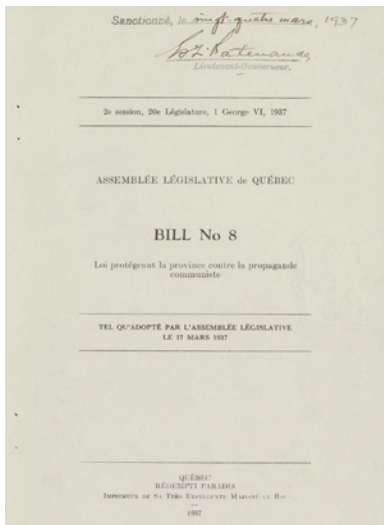 Sanctionné, le vingt-quatre mars, 1937
E. L. Patenaude
Lieutenant-Gouverneur.
2e session, 20e Législature, 1 George VI, 1937
ASSEMBLÉE LÉGISLATIVE de QUÉBEC
BILL No 8
Loi protégeant la province contre la propagande
communiste
TEL QU'ADOPTÉ PAR L'ASSEMBLÉE LÉGISLATIVE
LE 17 MARS 1937
QUÉBEC
RÉDEMPTI PARADIS
IMPRIMEUR DE SA TRÈS EXCELLENTE MAJESTÉ LE ROI
1937